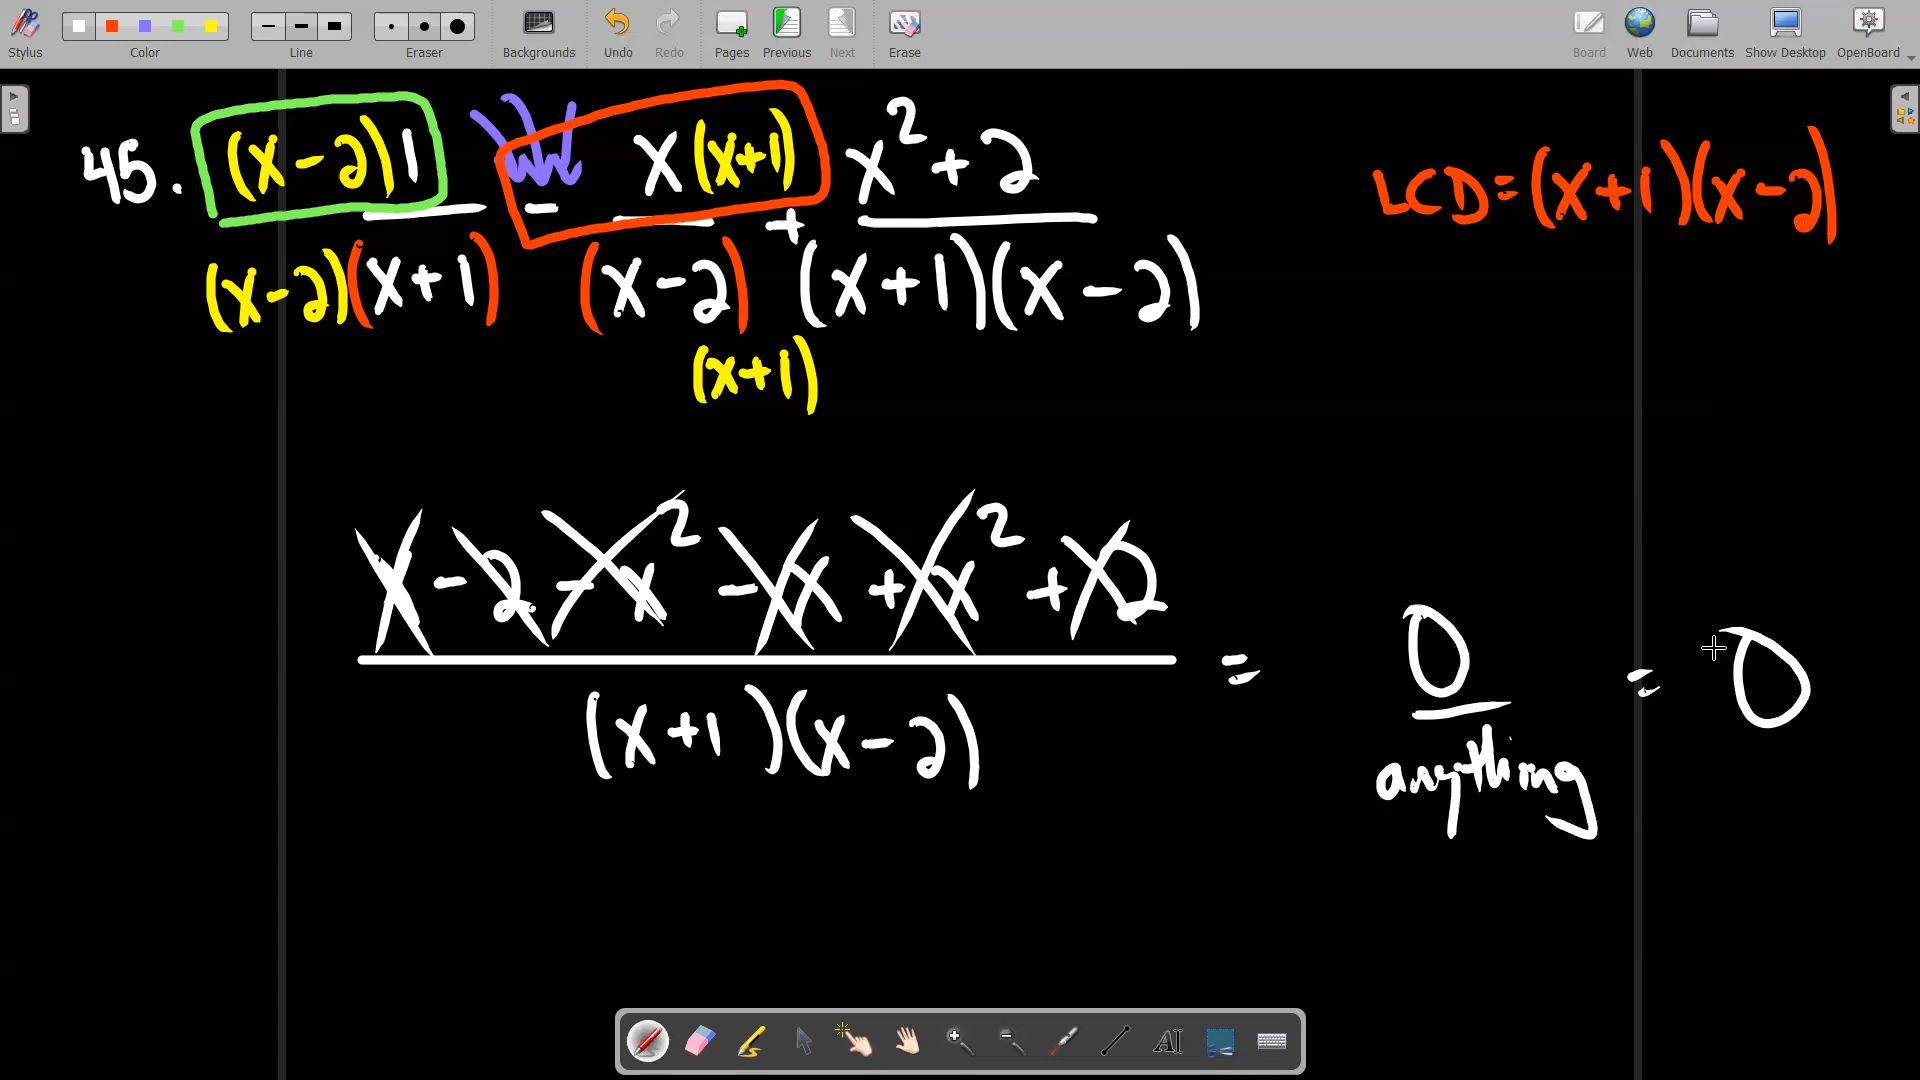 Stylus Color Line Eraser Backgrounds Undo Redo Pages Previous Next Erase Board Web Documents Show Desktop OpenBoard
45. (x-2)1 - x(x+1) + x²+2 LCD=(x+1)(x-2)
(x-2)(x+1) (x-2) (x+1)(x-2)
(x+1)
x-2-x²-x+x²+2 = 0 = 0
(x+1)(x-2) anything